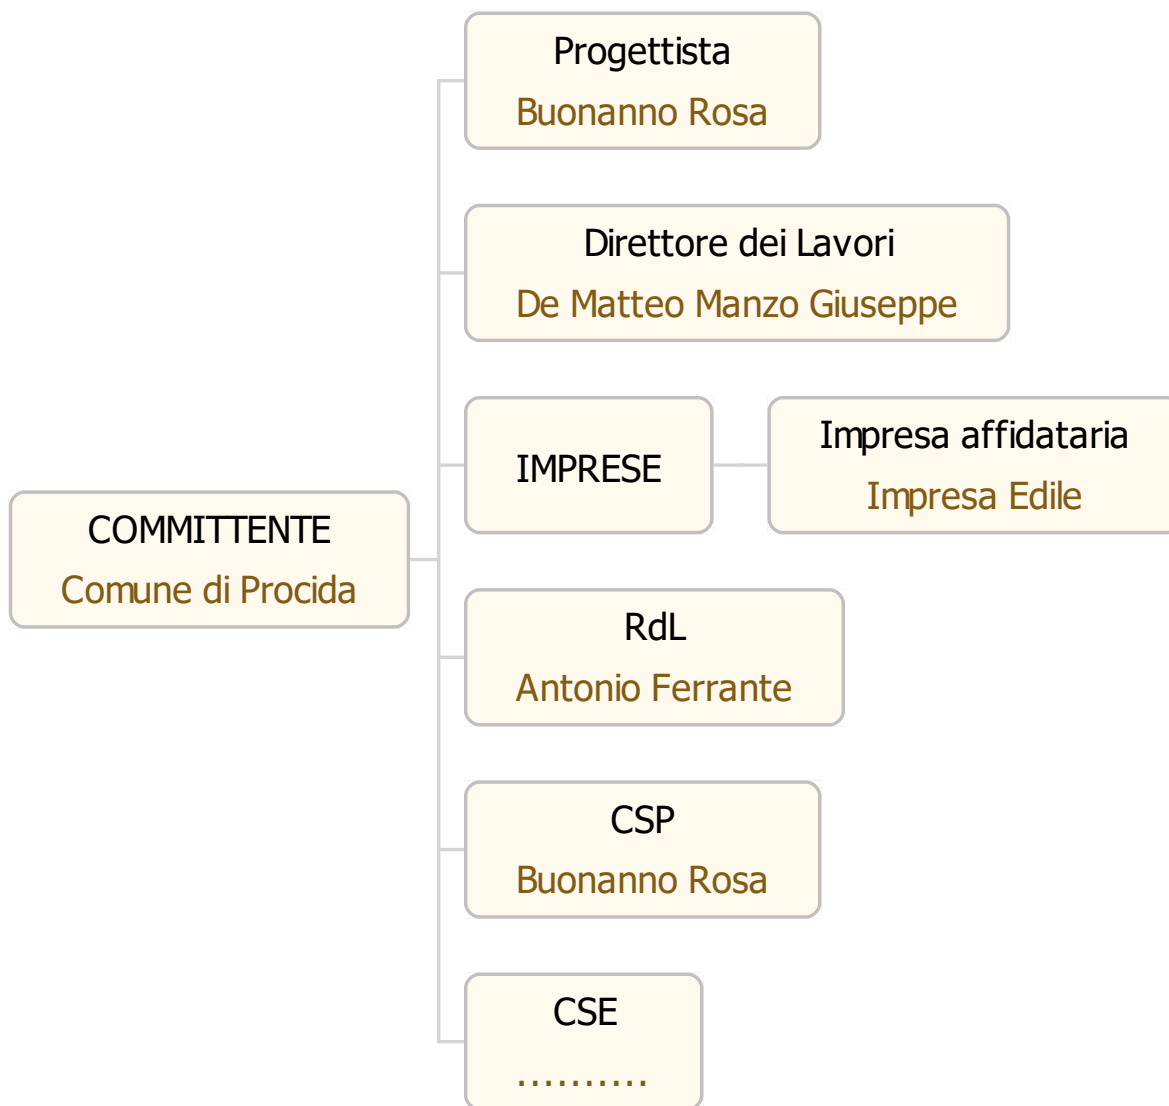 Progettista
Buonanno Rosa
Direttore dei Lavori
De Matteo Manzo Giuseppe
IMPRESE
Impresa affidataria
Impresa Edile
COMMITTENTE
Comune di Procida
RdL
Antonio Ferrante
CSP
Buonanno Rosa
CSE
..........